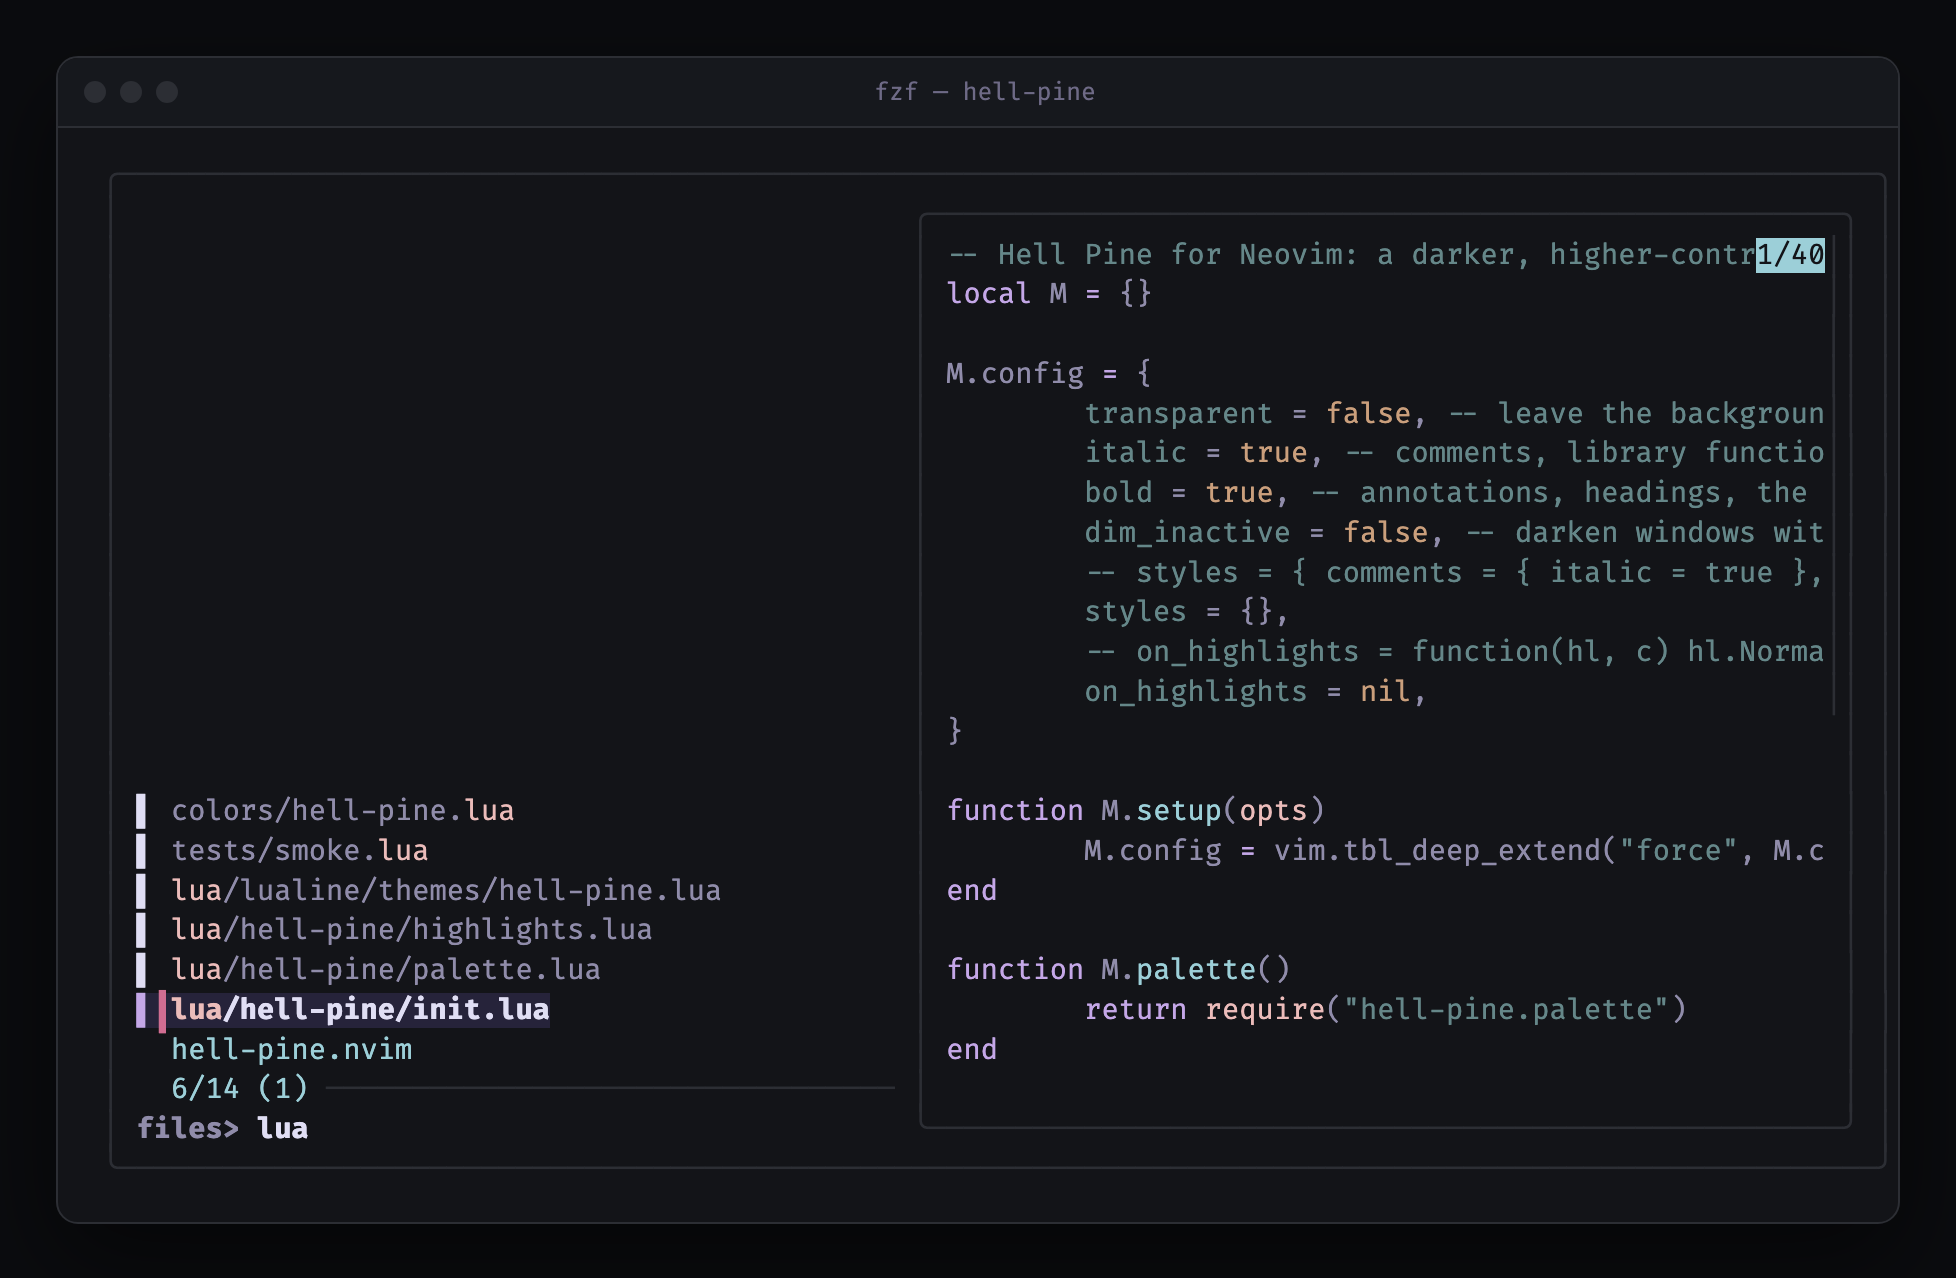 fzf — hell-pine
colors/hell-pine.lua
tests/smoke.lua
lua/lualine/themes/hell-pine.lua
lua/hell-pine/highlights.lua
lua/hell-pine/palette.lua
lua/hell-pine/init.lua
hell-pine.nvim
6/14 (1)
files> lua
-- Hell Pine for Neovim: a darker, higher-contr1/40
local M = {}
M.config = {
transparent = false, -- leave the backgroun
italic = true, -- comments, library functio
bold = true, -- annotations, headings, the
dim_inactive = false, -- darken windows wit
-- styles = { comments = { italic = true },
styles = {},
-- on_highlights = function(hl, c) hl.Norma
on_highlights = nil,
}
function M.setup(opts)
M.config = vim.tbl_deep_extend("force", M.c
end
function M.palette()
return require("hell-pine.palette")
end